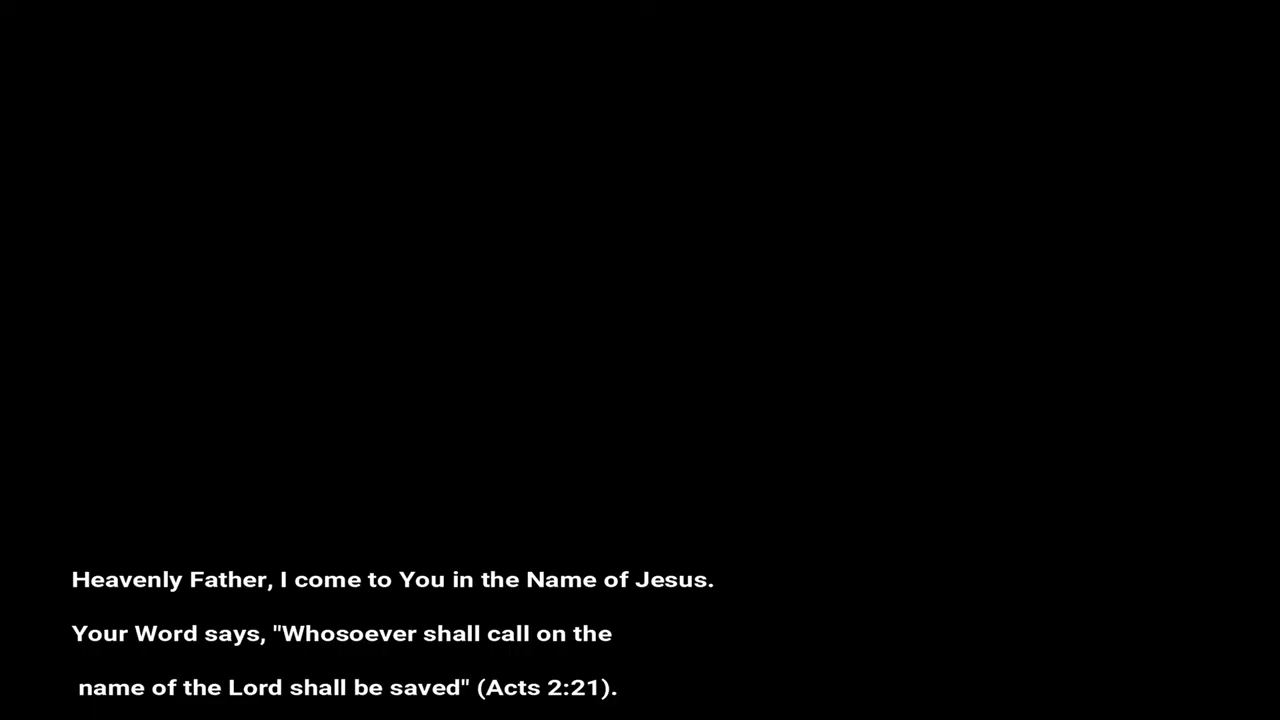 Heavenly Father, I come to You in the Name of Jesus.
Your Word says, "Whosoever shall call on the
name of the Lord shall be saved" (Acts 2:21).